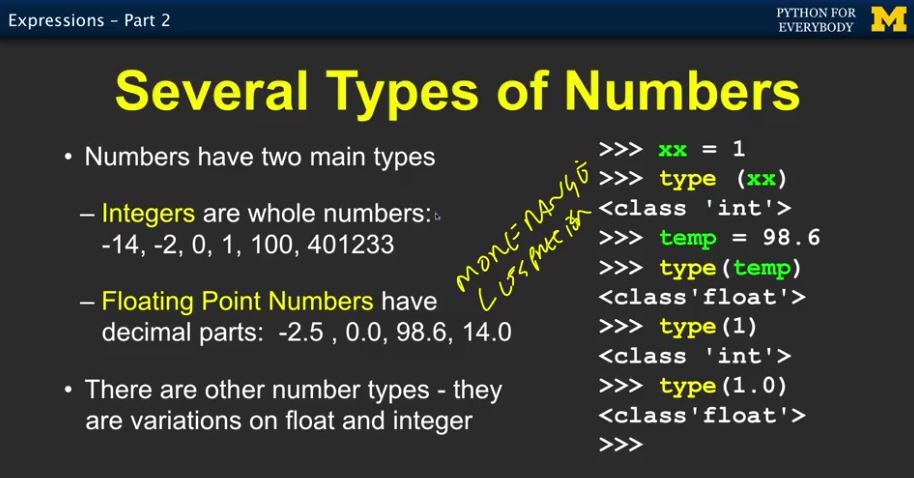 Expressions – Part 2
PYTHON FOR
EVERYBODY
M
Several Types of Numbers
• Numbers have two main types
– Integers are whole numbers:
-14, -2, 0, 1, 100, 401233
– Floating Point Numbers have
decimal parts: -2.5 , 0.0, 98.6, 14.0
• There are other number types - they
are variations on float and integer
MORE RANGE
LESS precision
>>> xx = 1
>>> type (xx)
<class 'int'>
>>> temp = 98.6
>>> type(temp)
<class'float'>
>>> type(1)
<class 'int'>
>>> type(1.0)
<class'float'>
>>>